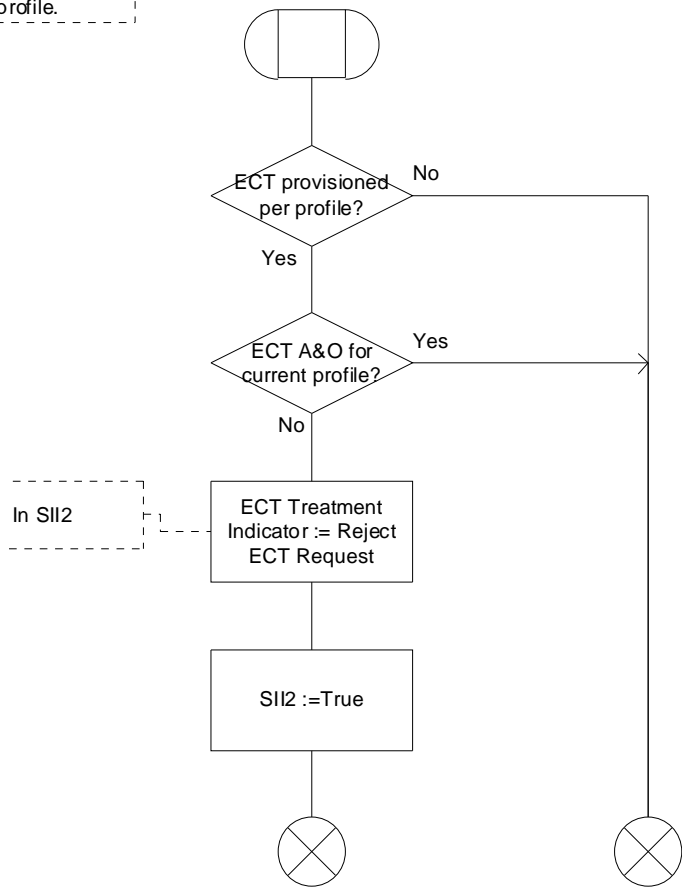 profile.
ECT provisioned
per profile?
No
Yes
ECT A&O for
current profile?
Yes
No
In SII2
ECT Treatment
Indicator := Reject
ECT Request
SII2 :=True